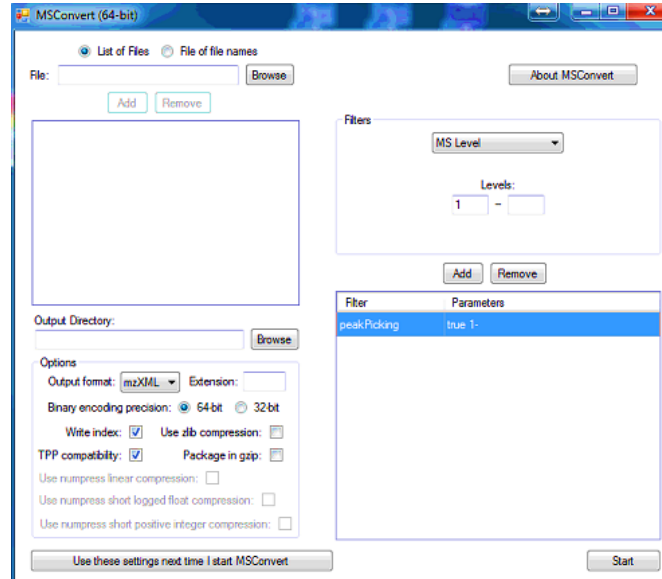 MSConvert (64-bit)
List of Files File of file names
File: Browse About MSConvert
Add Remove
Filters
MS Level
Levels:
1 -
Add Remove
Filter Parameters
peakPicking true 1-
Output Directory:
Browse
Options
Output format: mzXML Extension:
Binary encoding precision: 64-bit 32-bit
Write index: Use zlib compression:
TPP compatibility: Package in gzip:
Use numpress linear compression:
Use numpress short logged float compression:
Use numpress short positive integer compression:
Use these settings next time I start MSConvert Start